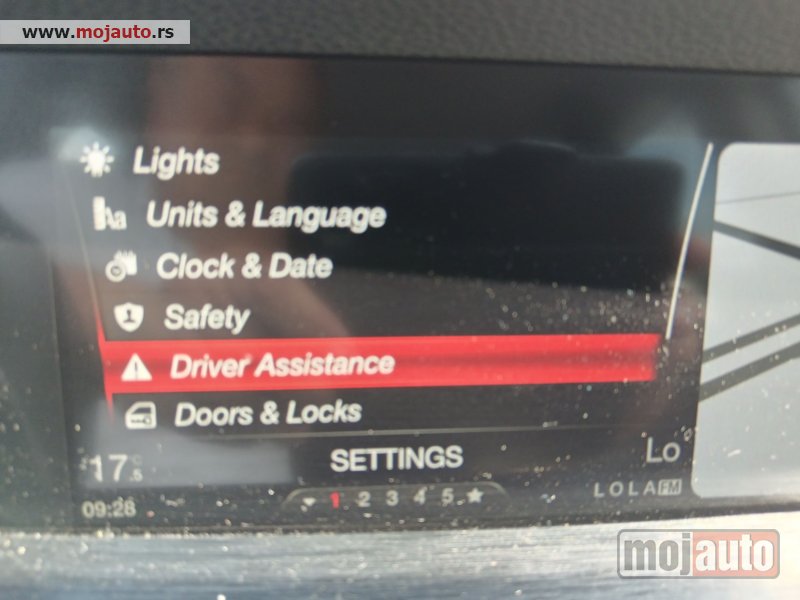 www.mojauto.rs
Lights
Units & Language
Clock & Date
Safety
Driver Assistance
Doors & Locks
17.5
SETTINGS
Lo
1 2 3 4 5
LOLA FM
09:28
mojauto